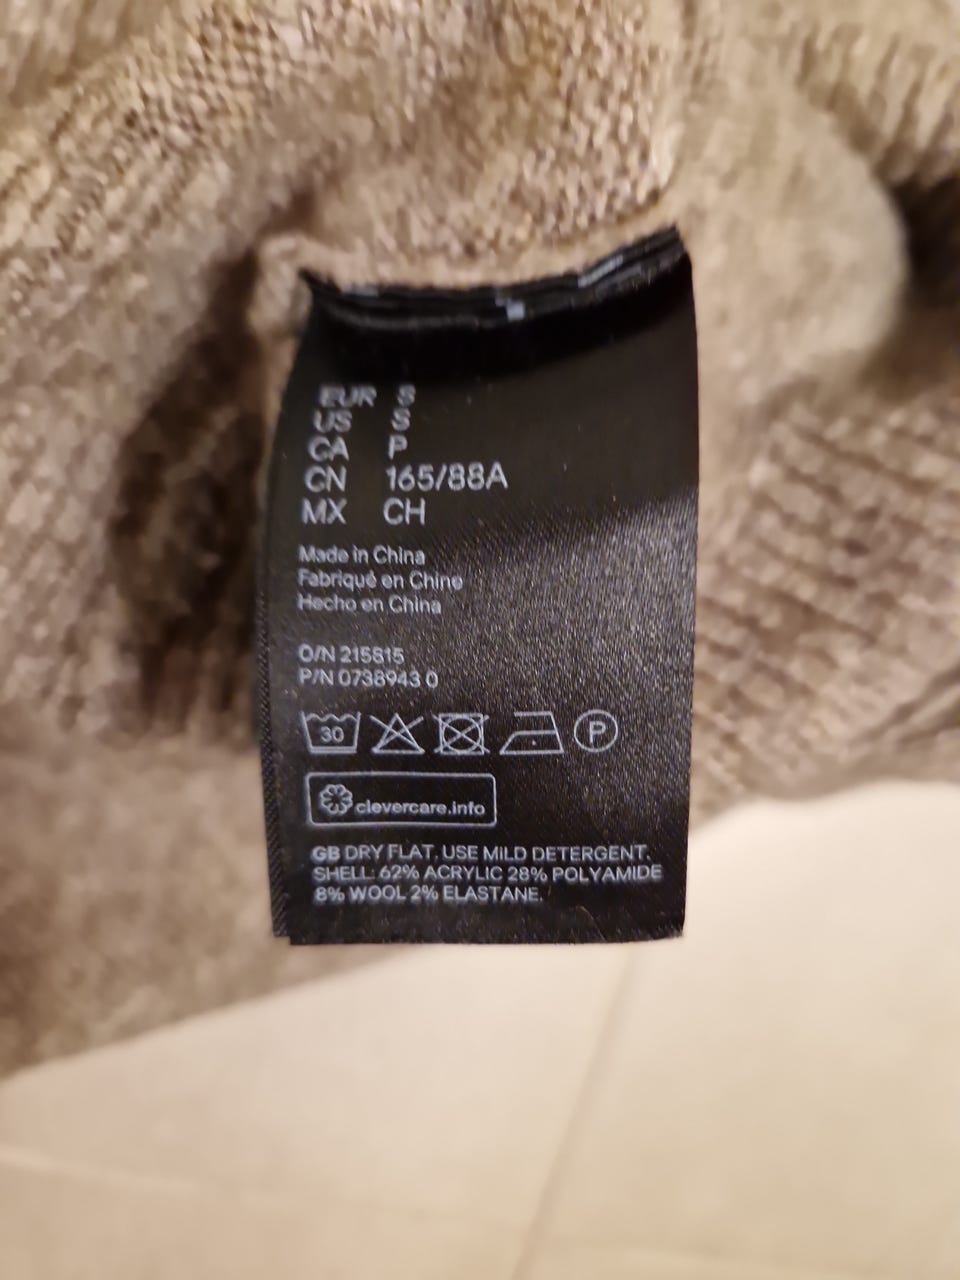 EUR S
US S
CA P
CN 165/88A
MX CH
Made in China
Fabriqué en Chine
Hecho en China
O/N 215815
P/N 0738943 0
30 P
clevercare.info
GB DRY FLAT. USE MILD DETERGENT.
SHELL: 62% ACRYLIC 28% POLYAMIDE
8% WOOL 2% ELASTANE.